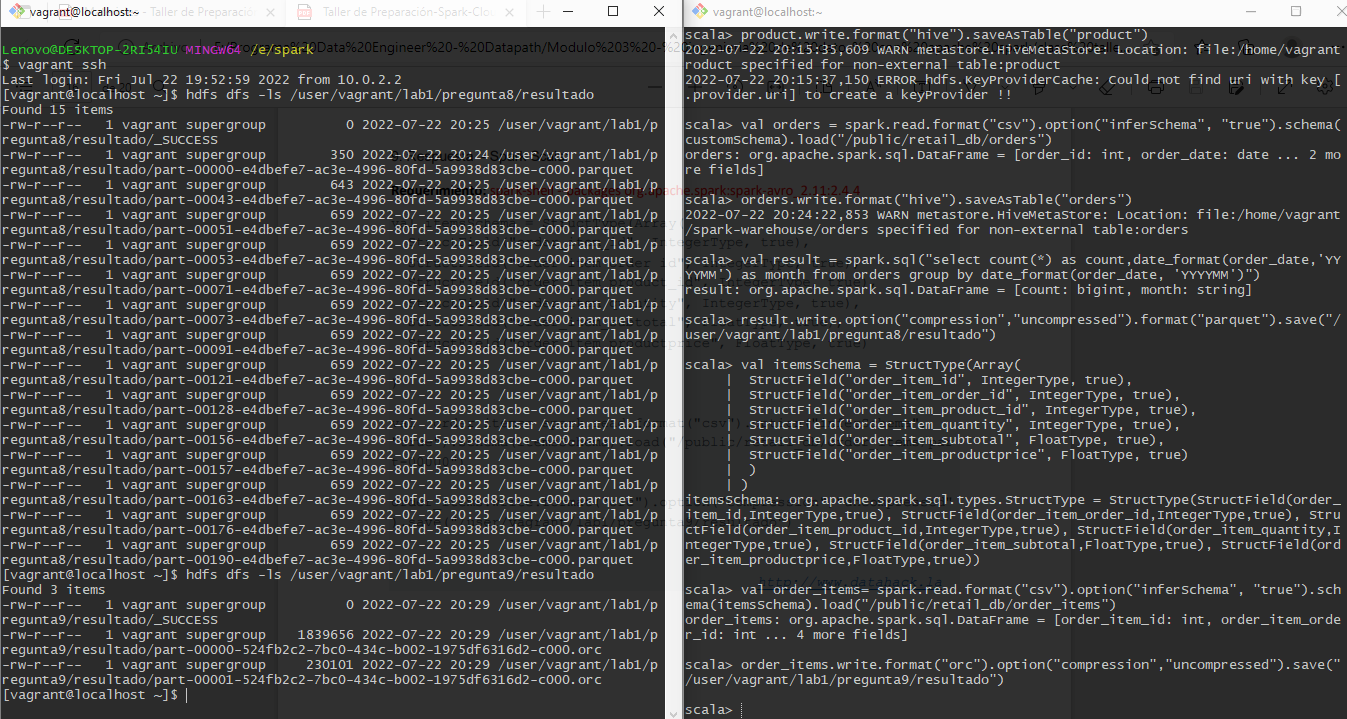 vagrant@localhost:~
Lenovo@DESKTOP-2RI54IU MINGW64 /e/spark
$ vagrant ssh
Last login: Fri Jul 22 19:52:59 2022 from 10.0.2.2
[vagrant@localhost ~]$ hdfs dfs -ls /user/vagrant/lab1/pregunta8/resultado
Found 15 items
-rw-r--r--   1 vagrant supergroup          0 2022-07-22 20:25 /user/vagrant/lab1/p
regunta8/resultado/_SUCCESS
-rw-r--r--   1 vagrant supergroup        350 2022-07-22 20:24 /user/vagrant/lab1/p
regunta8/resultado/part-00000-e4dbefe7-ac3e-4996-80fd-5a9938d83cbe-c000.parquet
-rw-r--r--   1 vagrant supergroup        643 2022-07-22 20:25 /user/vagrant/lab1/p
regunta8/resultado/part-00043-e4dbefe7-ac3e-4996-80fd-5a9938d83cbe-c000.parquet
-rw-r--r--   1 vagrant supergroup        659 2022-07-22 20:25 /user/vagrant/lab1/p
regunta8/resultado/part-00051-e4dbefe7-ac3e-4996-80fd-5a9938d83cbe-c000.parquet
-rw-r--r--   1 vagrant supergroup        659 2022-07-22 20:25 /user/vagrant/lab1/p
regunta8/resultado/part-00053-e4dbefe7-ac3e-4996-80fd-5a9938d83cbe-c000.parquet
-rw-r--r--   1 vagrant supergroup        659 2022-07-22 20:25 /user/vagrant/lab1/p
regunta8/resultado/part-00071-e4dbefe7-ac3e-4996-80fd-5a9938d83cbe-c000.parquet
-rw-r--r--   1 vagrant supergroup        659 2022-07-22 20:25 /user/vagrant/lab1/p
regunta8/resultado/part-00073-e4dbefe7-ac3e-4996-80fd-5a9938d83cbe-c000.parquet
-rw-r--r--   1 vagrant supergroup        659 2022-07-22 20:25 /user/vagrant/lab1/p
regunta8/resultado/part-00091-e4dbefe7-ac3e-4996-80fd-5a9938d83cbe-c000.parquet
-rw-r--r--   1 vagrant supergroup        659 2022-07-22 20:25 /user/vagrant/lab1/p
regunta8/resultado/part-00121-e4dbefe7-ac3e-4996-80fd-5a9938d83cbe-c000.parquet
-rw-r--r--   1 vagrant supergroup        659 2022-07-22 20:25 /user/vagrant/lab1/p
regunta8/resultado/part-00128-e4dbefe7-ac3e-4996-80fd-5a9938d83cbe-c000.parquet
-rw-r--r--   1 vagrant supergroup        659 2022-07-22 20:25 /user/vagrant/lab1/p
regunta8/resultado/part-00156-e4dbefe7-ac3e-4996-80fd-5a9938d83cbe-c000.parquet
-rw-r--r--   1 vagrant supergroup        659 2022-07-22 20:25 /user/vagrant/lab1/p
regunta8/resultado/part-00157-e4dbefe7-ac3e-4996-80fd-5a9938d83cbe-c000.parquet
-rw-r--r--   1 vagrant supergroup        659 2022-07-22 20:25 /user/vagrant/lab1/p
regunta8/resultado/part-00163-e4dbefe7-ac3e-4996-80fd-5a9938d83cbe-c000.parquet
-rw-r--r--   1 vagrant supergroup        659 2022-07-22 20:25 /user/vagrant/lab1/p
regunta8/resultado/part-00176-e4dbefe7-ac3e-4996-80fd-5a9938d83cbe-c000.parquet
-rw-r--r--   1 vagrant supergroup        659 2022-07-22 20:25 /user/vagrant/lab1/p
regunta8/resultado/part-00190-e4dbefe7-ac3e-4996-80fd-5a9938d83cbe-c000.parquet
[vagrant@localhost ~]$ hdfs dfs -ls /user/vagrant/lab1/pregunta9/resultado
Found 3 items
-rw-r--r--   1 vagrant supergroup          0 2022-07-22 20:29 /user/vagrant/lab1/p
regunta9/resultado/_SUCCESS
-rw-r--r--   1 vagrant supergroup    1839656 2022-07-22 20:29 /user/vagrant/lab1/p
regunta9/resultado/part-00000-524fb2c2-7bc0-434c-b002-1975df6316d2-c000.orc
-rw-r--r--   1 vagrant supergroup     230101 2022-07-22 20:29 /user/vagrant/lab1/p
regunta9/resultado/part-00001-524fb2c2-7bc0-434c-b002-1975df6316d2-c000.orc
[vagrant@localhost ~]$
vagrant@localhost:~
scala> product.write.format("hive").saveAsTable("product")
2022-07-22 20:15:35,609 WARN metastore.HiveMetaStore: Location: file:/home/vagrant
roduct specified for non-external table:product
2022-07-22 20:15:37,150 ERROR hdfs.KeyProviderCache: Could not find uri with key [
.provider.uri] to create a keyProvider !!
scala> val orders = spark.read.format("csv").option("inferSchema", "true").schema(
customSchema).load("/public/retail_db/orders")
orders: org.apache.spark.sql.DataFrame = [order_id: int, order_date: date ... 2 mo
re fields]
scala> orders.write.format("hive").saveAsTable("orders")
2022-07-22 20:24:22,853 WARN metastore.HiveMetaStore: Location: file:/home/vagrant
/spark-warehouse/orders specified for non-external table:orders
scala> val result = spark.sql("select count(*) as count,date_format(order_date,'YY
YYMM') as month from orders group by date_format(order_date, 'YYYYMM')")
result: org.apache.spark.sql.DataFrame = [count: bigint, month: string]
scala> result.write.option("compression","uncompressed").format("parquet").save("/
user/vagrant/lab1/pregunta8/resultado")
scala> val itemsSchema = StructType(Array(
     |  StructField("order_item_id", IntegerType, true),
     |  StructField("order_item_order_id", IntegerType, true),
     |  StructField("order_item_product_id", IntegerType, true),
     |  StructField("order_item_quantity", IntegerType, true),
     |  StructField("order_item_subtotal", FloatType, true),
     |  StructField("order_item_productprice", FloatType, true)
     |  )
     | )
itemsSchema: org.apache.spark.sql.types.StructType = StructType(StructField(order_
item_id,IntegerType,true), StructField(order_item_order_id,IntegerType,true), Stru
ctField(order_item_product_id,IntegerType,true), StructField(order_item_quantity,I
ntegerType,true), StructField(order_item_subtotal,FloatType,true), StructField(ord
er_item_productprice,FloatType,true))
scala> val order_items= spark.read.format("csv").option("inferSchema", "true").sch
ema(itemsSchema).load("/public/retail_db/order_items")
order_items: org.apache.spark.sql.DataFrame = [order_item_id: int, order_item_orde
r_id: int ... 4 more fields]
scala> order_items.write.format("orc").option("compression","uncompressed").save("
/user/vagrant/lab1/pregunta9/resultado")
scala>